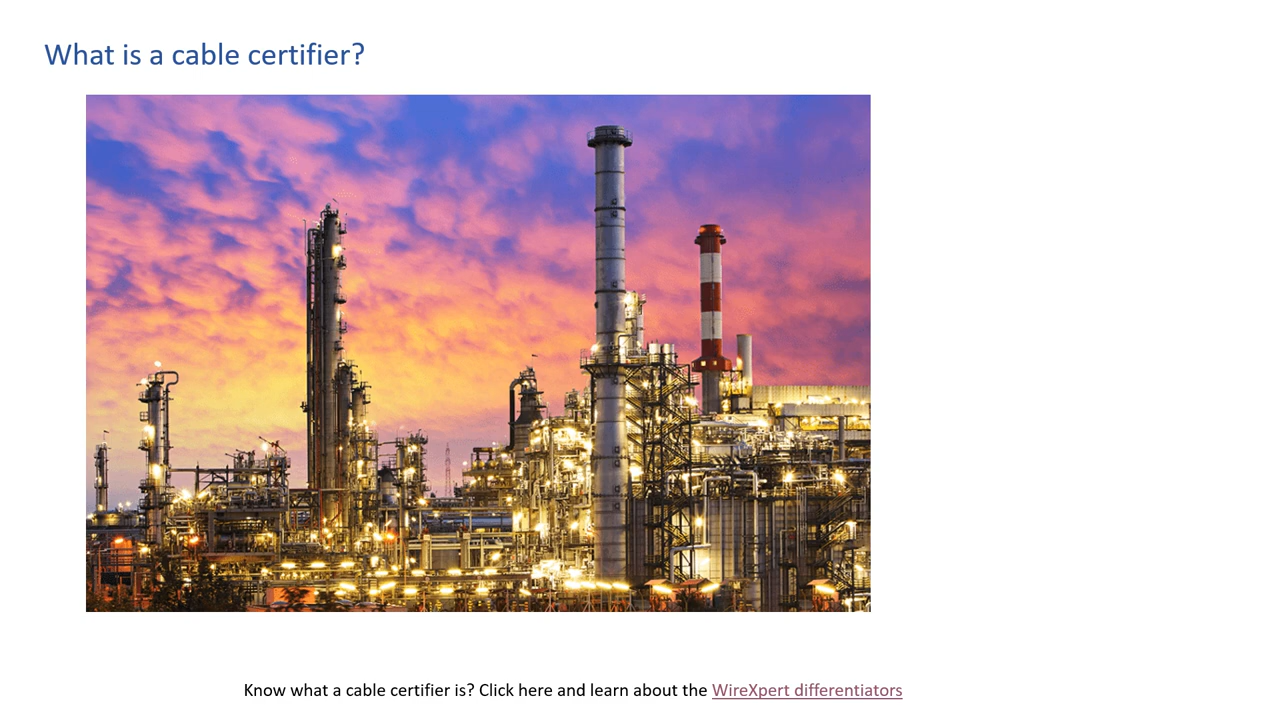 What is a cable certifier?
Know what a cable certifier is? Click here and learn about the WireXpert differentiators